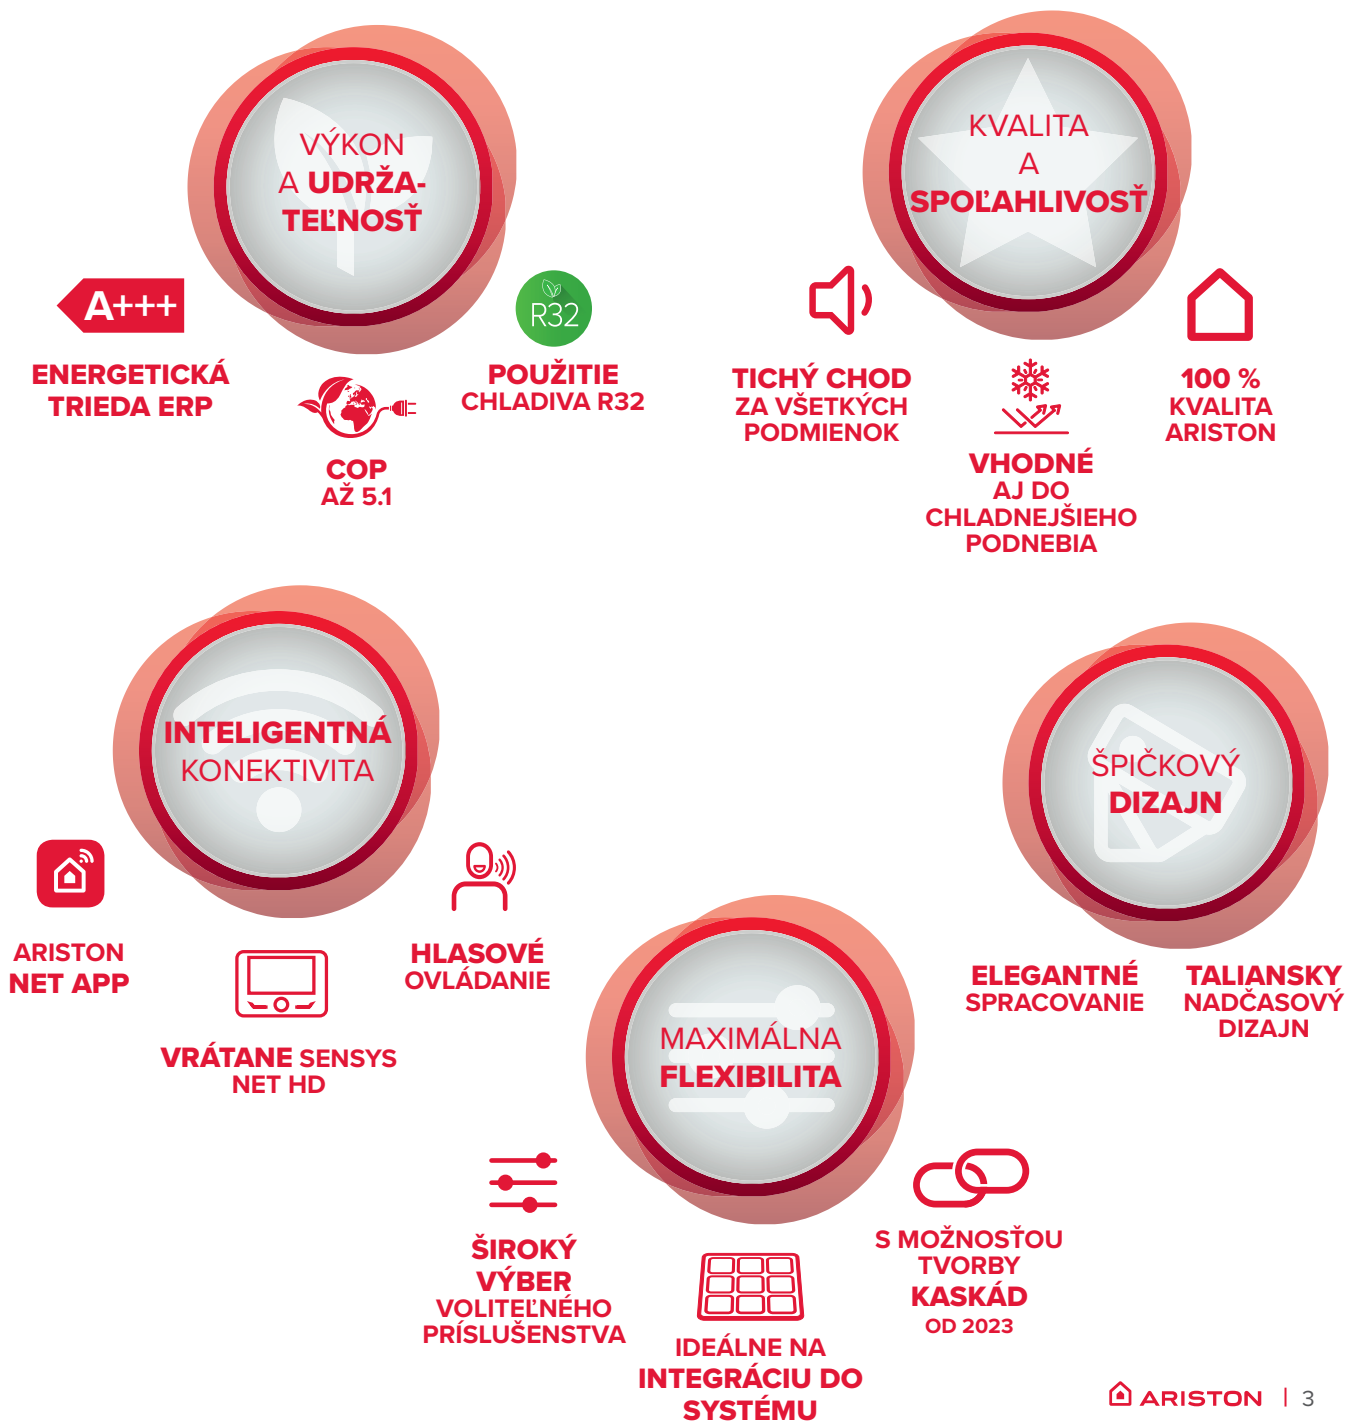 VÝKON
A UDRŽA-
TEĽNOSŤ
A+++
ENERGETICKÁ
TRIEDA ERP
COP
AŽ 5.1
R32
POUŽITIE
CHLADIVA R32
KVALITA
A
SPOĽAHLIVOSŤ
TICHÝ CHOD
ZA VŠETKÝCH
PODMIENOK
VHODNÉ
AJ DO
CHLADNEJŠIEHO
PODNEBIA
100 %
KVALITA
ARISTON
INTELIGENTNÁ
KONEKTIVITA
ARISTON
NET APP
VRÁTANE SENSYS
NET HD
HLASOVÉ
OVLÁDANIE
ŠPIČKOVÝ
DIZAJN
ELEGANTNÉ
SPRACOVANIE
TALIANSKY
NADČASOVÝ
DIZAJN
MAXIMÁLNA
FLEXIBILITA
ŠIROKÝ
VÝBER
VOLITEĽNÉHO
PRÍSLUŠENSTVA
IDEÁLNE NA
INTEGRÁCIU DO
SYSTÉMU
S MOŽNOSŤOU
TVORBY
KASKÁD
OD 2023
ARISTON | 3